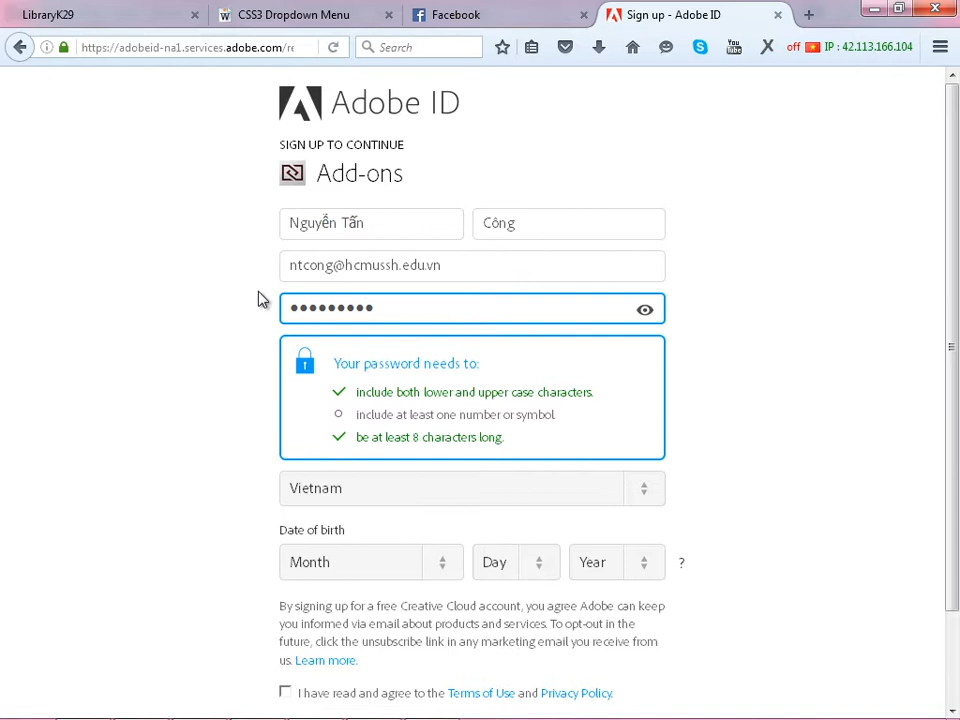 LibraryK29
CSS3 Dropdown Menu
Facebook
Sign up - Adobe ID
https://adobeid-na1.services.adobe.com/re
Search
You Tube
X
off
IP : 42.113.166.104
Adobe ID
SIGN UP TO CONTINUE
Add-ons
Nguyễn Tấn
Công
ntcong@hcmussh.edu.vn
Your password needs to:
include both lower and upper case characters.
include at least one number or symbol.
be at least 8 characters long.
Vietnam
Date of birth
Month
Day
Year
?
By signing up for a free Creative Cloud account, you agree Adobe can keep
you informed via email about products and services. To opt-out in the
future, click the unsubscribe link in any marketing email you receive from
us. Learn more.
I have read and agree to the Terms of Use and Privacy Policy.